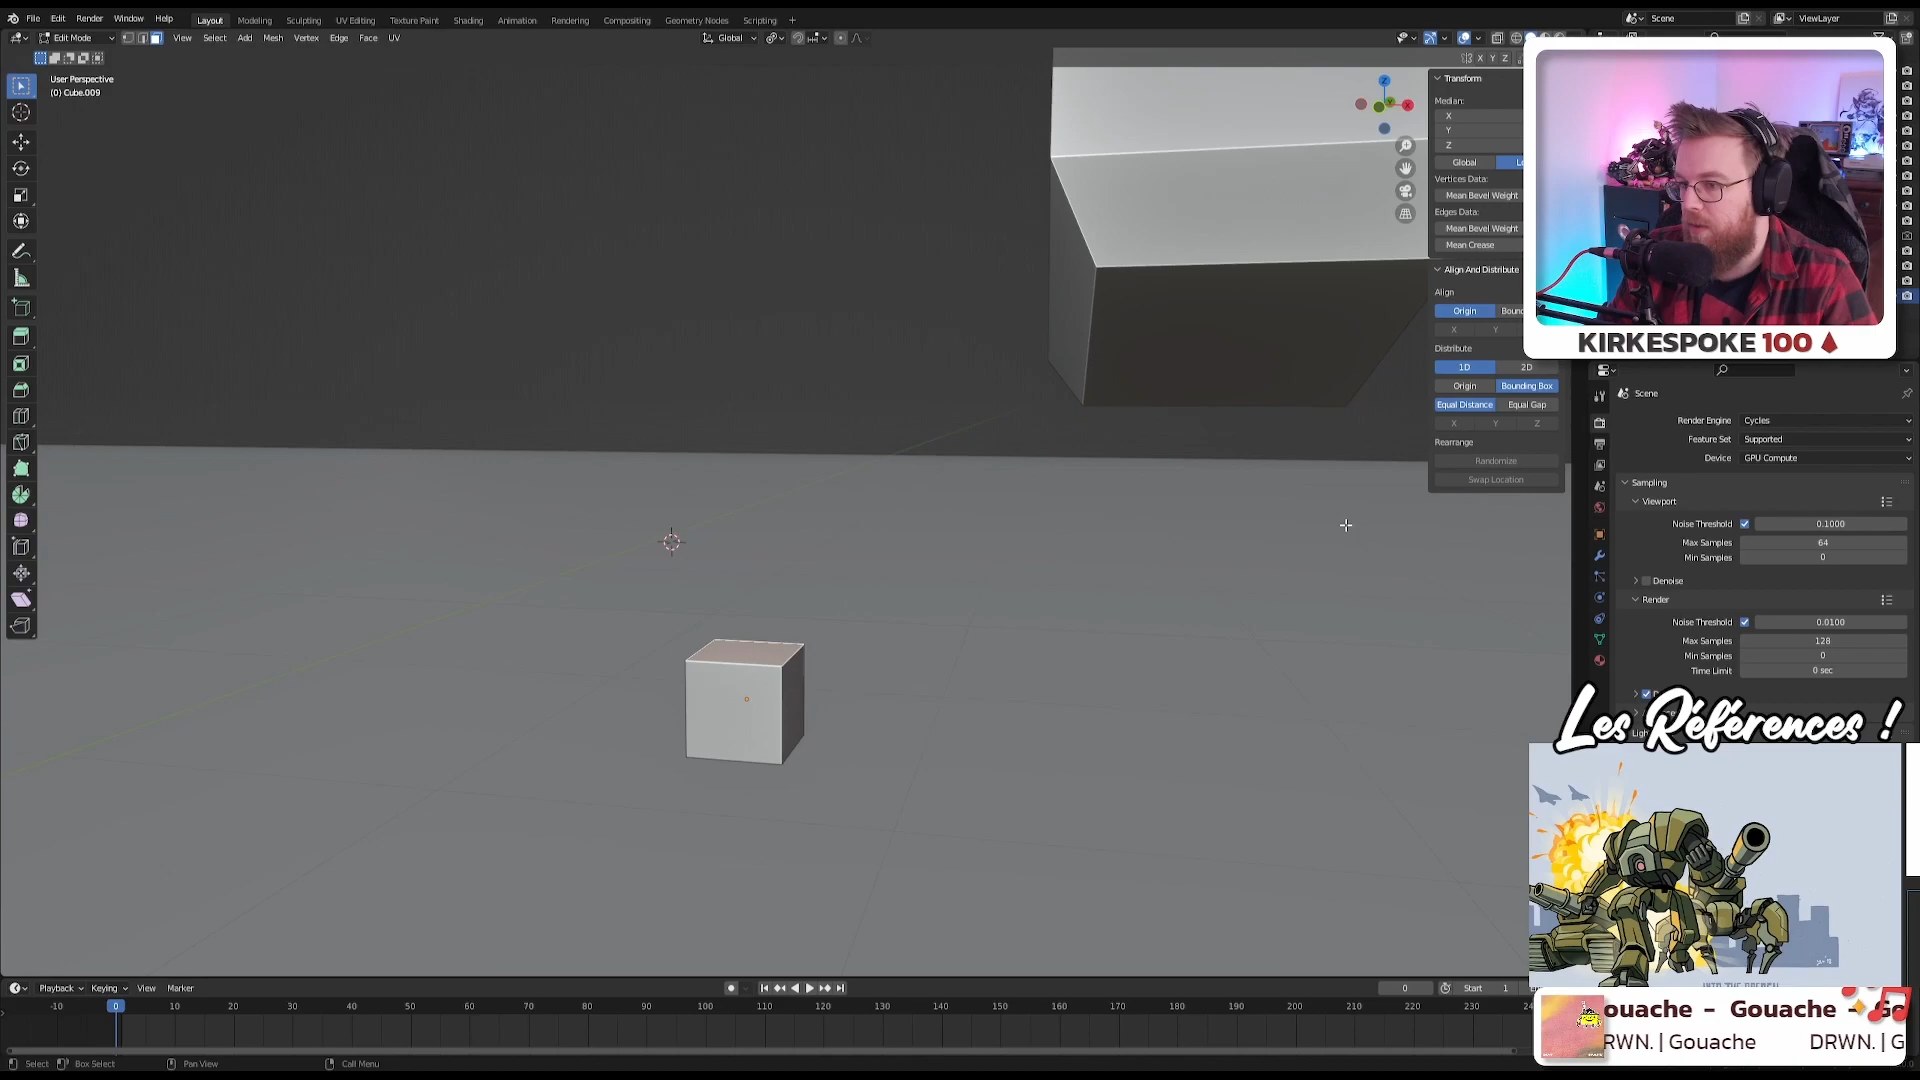 File Edit Render Window Help
Layout Modeling Sculpting UV Editing Texture Paint Shading Animation Rendering Compositing Geometry Nodes Scripting +
Scene
ViewLayer
Edit Mode View Select Add Mesh Vertex Edge Face UV
Global
X Y Z
User Perspective
(0) Cube.009
Z
Transform
Median:
X
Y
Z
Global
Vertices Data:
Mean Bevel Weight
Edges Data:
Mean Bevel Weight
Mean Crease
Align And Distribute
Align
Origin
X Y
Distribute
1D 2D
Origin Bounding Box
Equal Distance Equal Gap
X Y Z
Rearrange
Randomize
Swap Location
KIRKESPOKE 100
Scene
Render Engine Cycles
Feature Set Supported
Device GPU Compute
Sampling
Viewport
Noise Threshold 0.1000
Max Samples 64
Min Samples 0
Denoise
Render
Noise Threshold 0.0100
Max Samples 128
Min Samples 0
Time Limit 0 sec
Les Références !
ouache - Gouache -
RWN. | Gouache DRWN. | G
Playback Keying View Marker
0 Start 1
-10 0 10 20 30 40 50 60 70 80 90 100 110 120 130 140 150 160 170 180 190 200 210 220 230
Select Box Select Pan View Call Menu